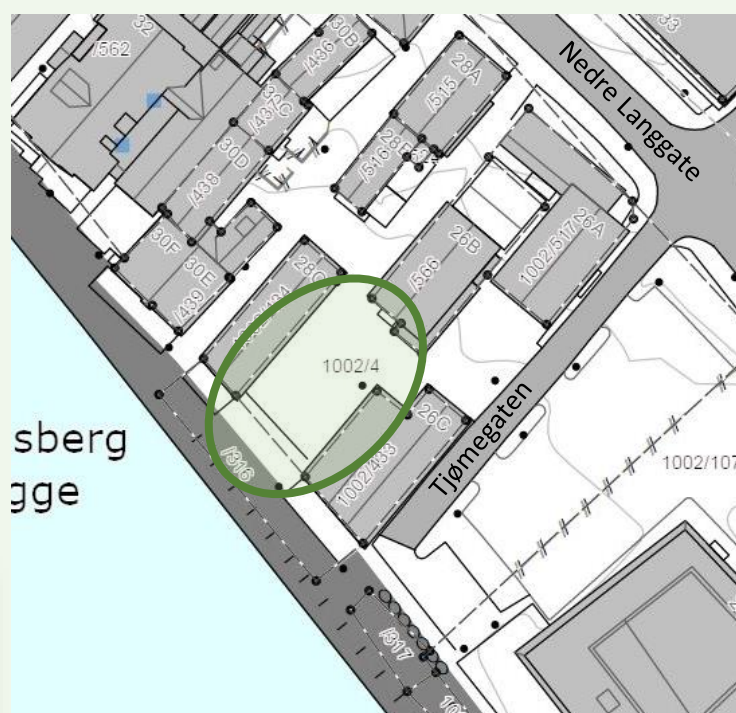 32
/562
30B
/436
30C
/437
30D
/438
30F
30E
/439
28A
/515
/516
26B
/566
26A
1002/517
28C
1002/4
26C
1002/433
/316
/317
33
Nedre Langgate
Tjømegaten
1002/107
sberg
gge